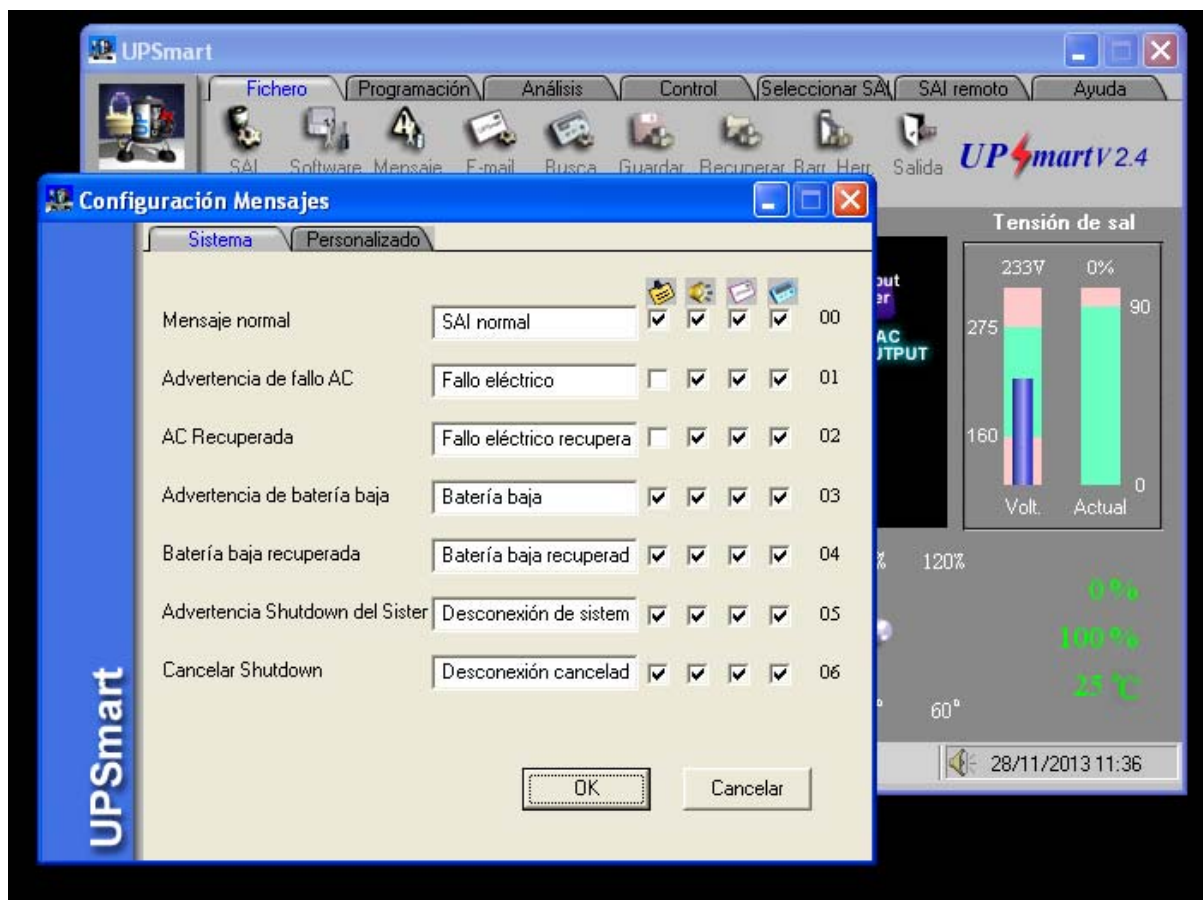 UPSmart
Fichero Programación Análisis Control Seleccionar SAI SAI remoto Ayuda
SAI Software Mensaje E-mail Busca Guardar Recuperar Barr. Herr. Salida
UPSmart V 2.4
Configuración Mensajes
Sistema Personalizado
Mensaje normal SAI normal 00
Advertencia de fallo AC Fallo eléctrico 01
AC Recuperada Fallo eléctrico recupera 02
Advertencia de batería baja Batería baja 03
Batería baja recuperada Batería baja recuperad 04
Advertencia Shutdown del Sister Desconexión de sistem 05
Cancelar Shutdown Desconexión cancelad 06
OK Cancelar
UPSmart
Tensión de sal
233V 0%
275
160
90
0
Volt. Actual
put
er
AC
UTPUT
% 120%
0 %
100 %
25 °C
60°
28/11/2013 11:36